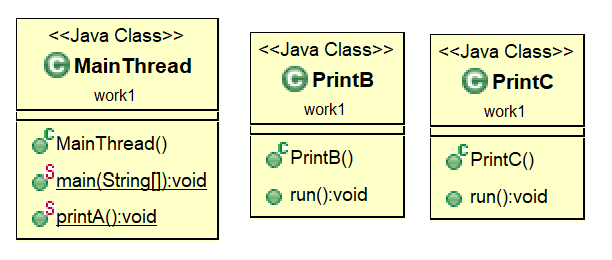 <<Java Class>>
C MainThread
work1
C MainThread()
S main(String[]):void
S printA():void
<<Java Class>>
C PrintB
work1
C PrintB()
run():void
<<Java Class>>
C PrintC
work1
C PrintC()
run():void